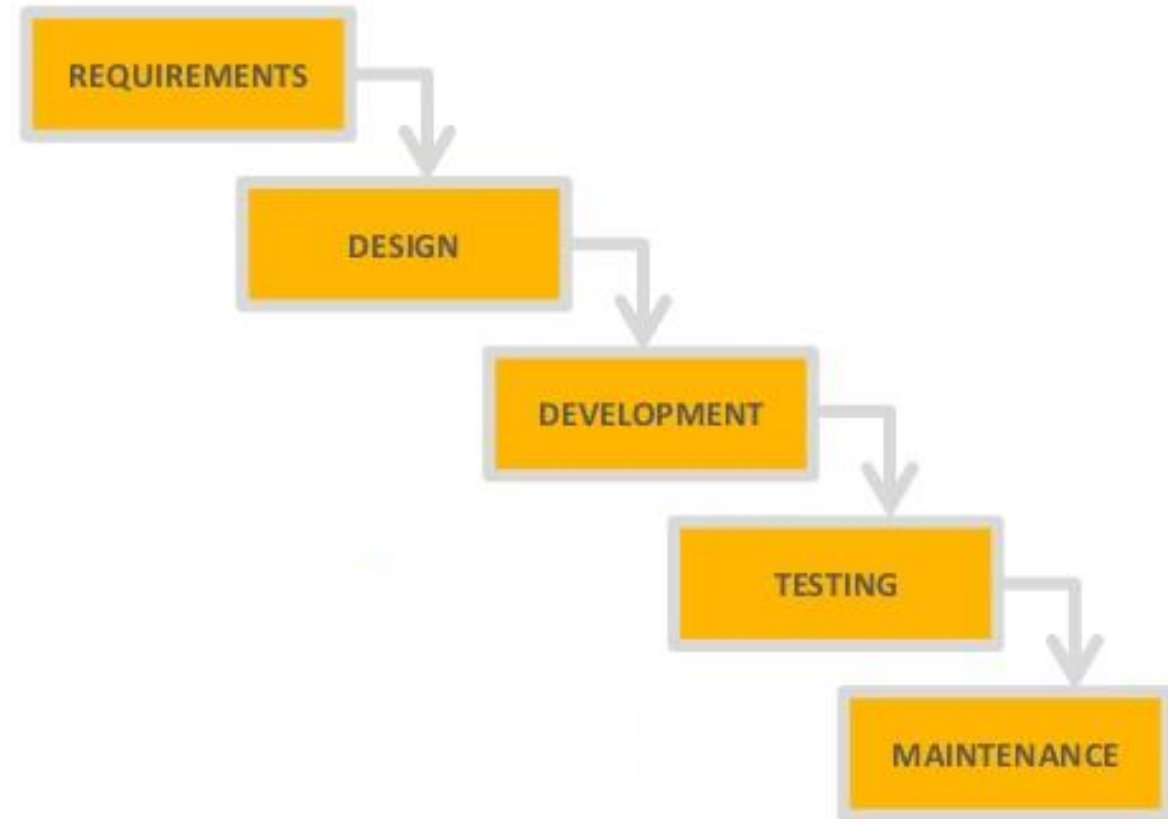 REQUIREMENTS
DESIGN
DEVELOPMENT
TESTING
MAINTENANCE